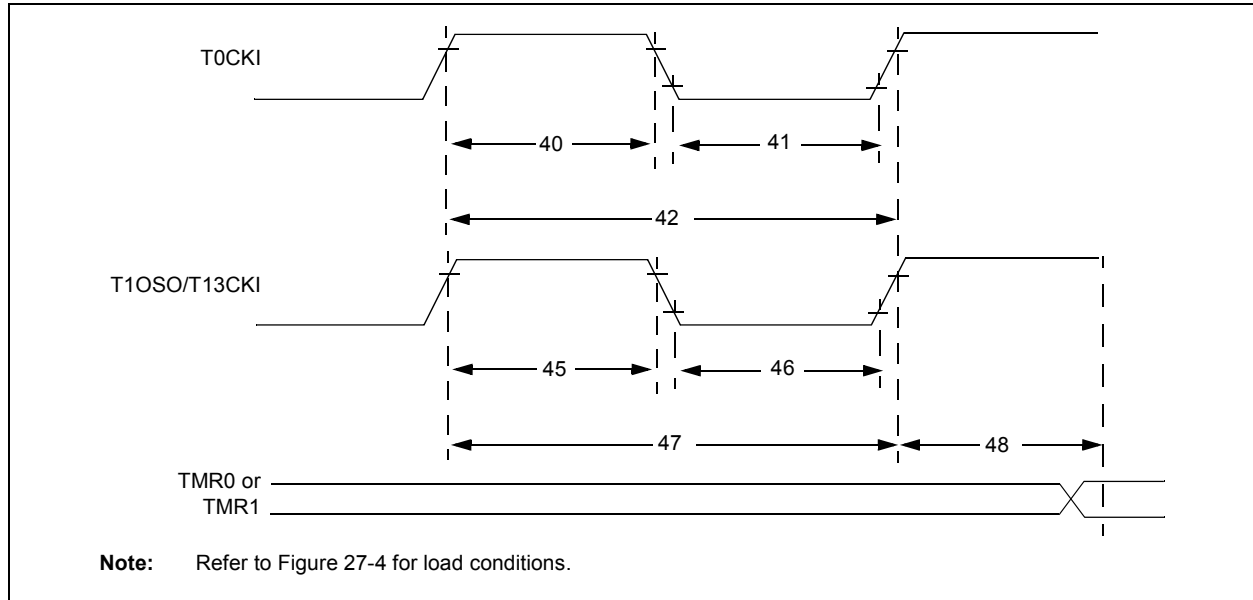 T0CKI
40
41
42
T1OSO/T13CKI
45
46
47
48
TMR0 or
TMR1
Note: Refer to Figure 27-4 for load conditions.